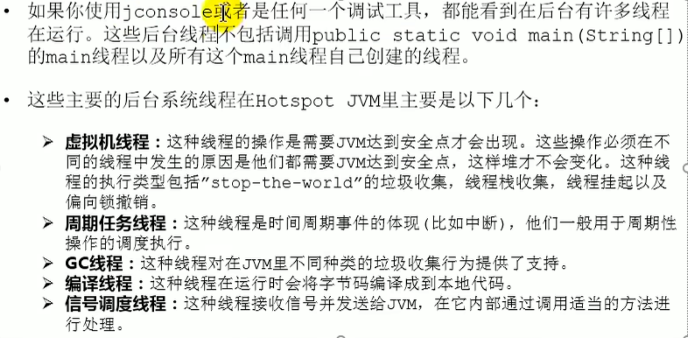 • 如果你使用jconsole或者是任何一个调试工具，都能看到在后台有许多线程
在运行。这些后台线程不包括调用public static void main(String[])
的main线程以及所有这个main线程自己创建的线程。
• 这些主要的后台系统线程在Hotspot JVM里主要是以下几个：
➢ 虚拟机线程：这种线程的操作是需要JVM达到安全点才会出现。这些操作必须在不
同的线程中发生的原因是他们都需要JVM达到安全点，这样堆才不会变化。这种线
程的执行类型包括"stop-the-world"的垃圾收集，线程栈收集，线程挂起以及
偏向锁撤销。
➢ 周期任务线程：这种线程是时间周期事件的体现(比如中断)，他们一般用于周期性
操作的调度执行。
➢ GC线程：这种线程对在JVM里不同种类的垃圾收集行为提供了支持。
➢ 编译线程：这种线程在运行时会将字节码编译成到本地代码。
➢ 信号调度线程：这种线程接收信号并发送给JVM，在它内部通过调用适当的方法进
行处理。